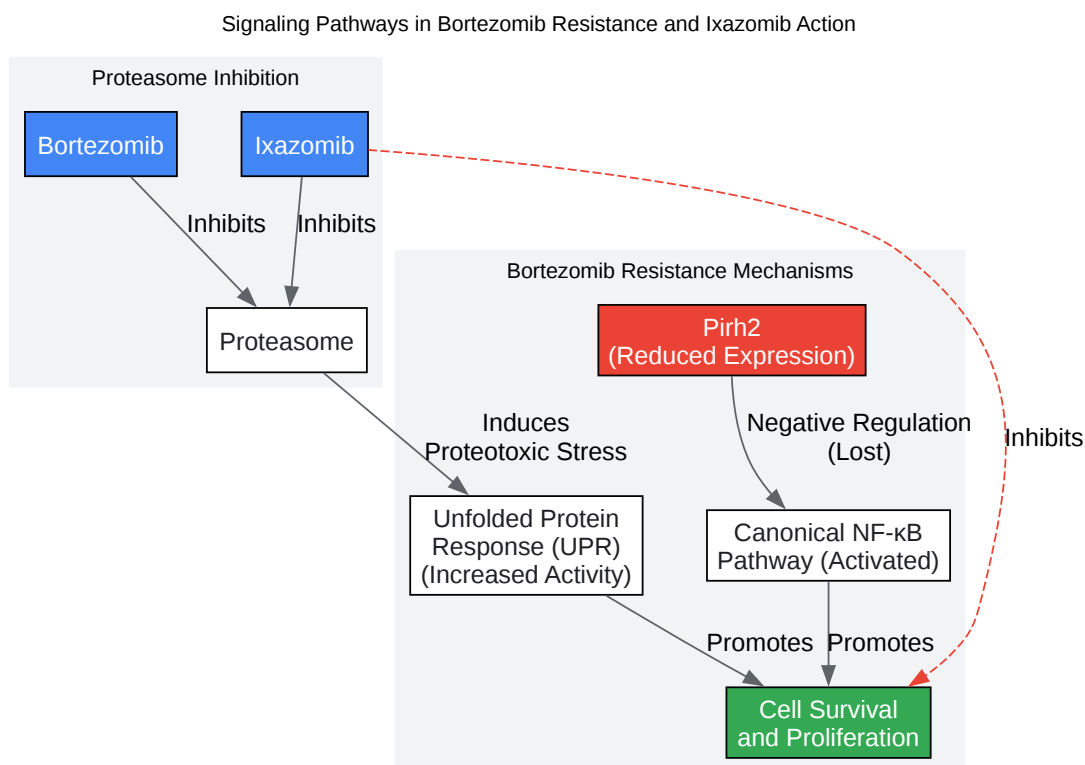 Signaling Pathways in Bortezomib Resistance and Ixazomib Action
Proteasome Inhibition
Bortezomib
Ixazomib
Inhibits
Inhibits
Proteasome
Bortezomib Resistance Mechanisms
Pirh2
(Reduced Expression)
Induces
Proteotoxic Stress
Negative Regulation
(Lost)
Inhibits
Unfolded Protein
Response (UPR)
(Increased Activity)
Canonical NF-κB
Pathway (Activated)
Promotes
Promotes
Cell Survival
and Proliferation